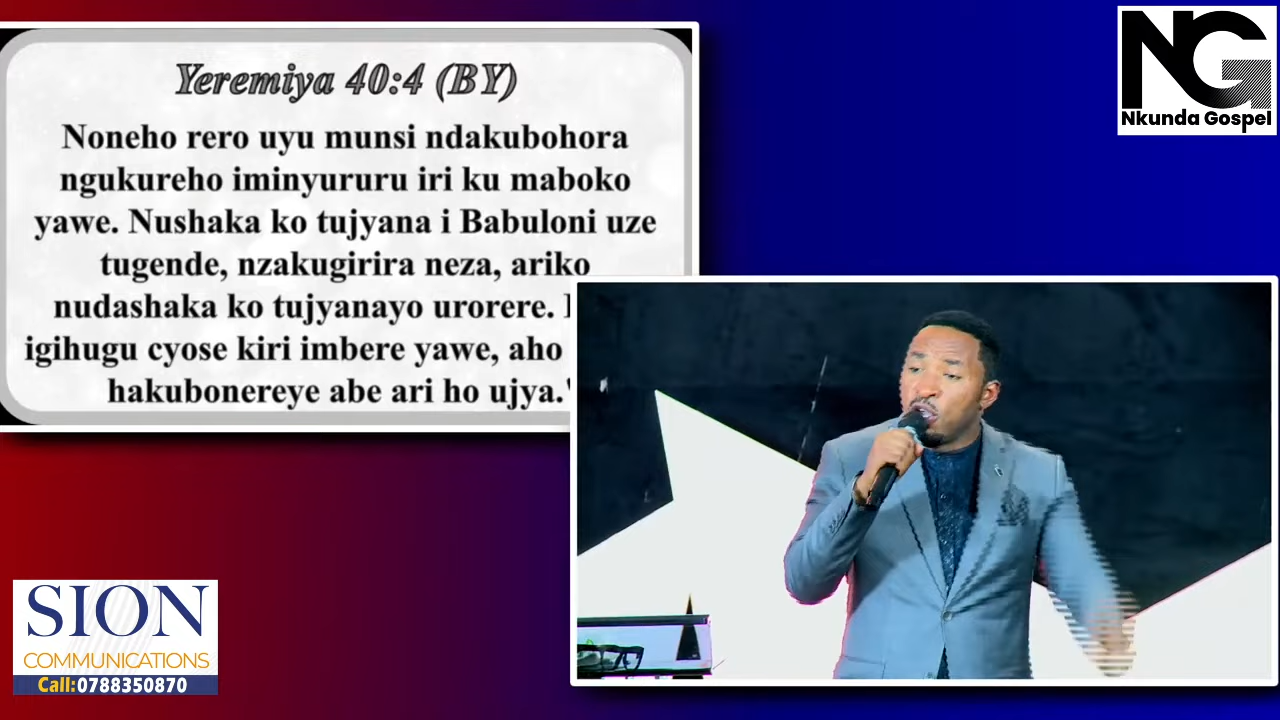 Yeremiya 40:4 (BY)
Noneho rero uyu munsi ndakubohora
ngukureho iminyururu iri ku maboko
yawe. Nushaka ko tujyana i Babuloni uze
tugende, nzakugirira neza, ariko
nudashaka ko tujyanayo urorere.
igihugu cyose kiri imbere yawe, aho
hakubonereye abe ari ho ujya.
NG
Nkunda Gospel
SION
COMMUNICATIONS
Call:0788350870